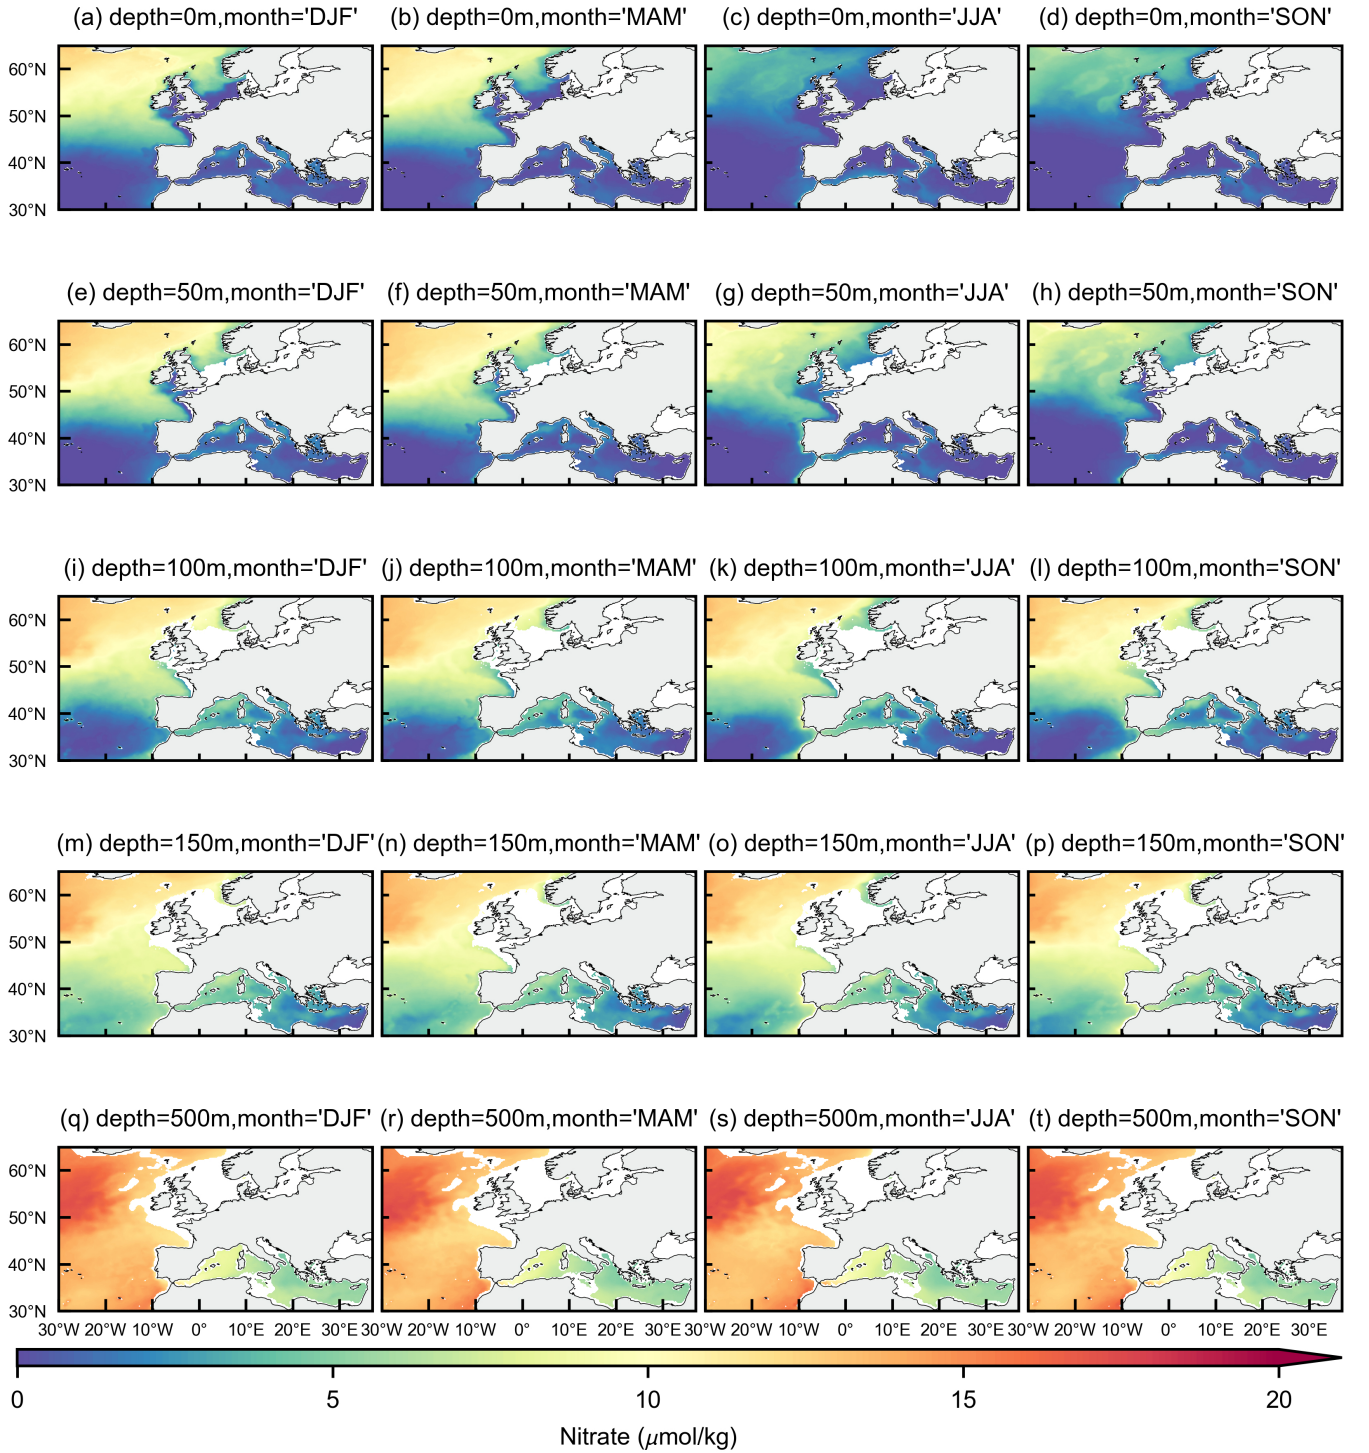 (a) depth=0m,month='DJF' (b) depth=0m,month='MAM' (c) depth=0m,month='JJA' (d) depth=0m,month='SON'
60°N
50°N
40°N
30°N
(e) depth=50m,month='DJF' (f) depth=50m,month='MAM' (g) depth=50m,month='JJA' (h) depth=50m,month='SON'
60°N
50°N
40°N
30°N
(i) depth=100m,month='DJF' (j) depth=100m,month='MAM' (k) depth=100m,month='JJA' (l) depth=100m,month='SON'
60°N
50°N
40°N
30°N
(m) depth=150m,month='DJF' (n) depth=150m,month='MAM' (o) depth=150m,month='JJA' (p) depth=150m,month='SON'
60°N
50°N
40°N
30°N
(q) depth=500m,month='DJF' (r) depth=500m,month='MAM' (s) depth=500m,month='JJA' (t) depth=500m,month='SON'
60°N
50°N
40°N
30°N
30°W 20°W 10°W 0° 10°E 20°E 30°E 30°W 20°W 10°W 0° 10°E 20°E 30°E 30°W 20°W 10°W 0° 10°E 20°E 30°E 30°W 20°W 10°W 0° 10°E 20°E 30°E
0 5 10 15 20
Nitrate (μmol/kg)